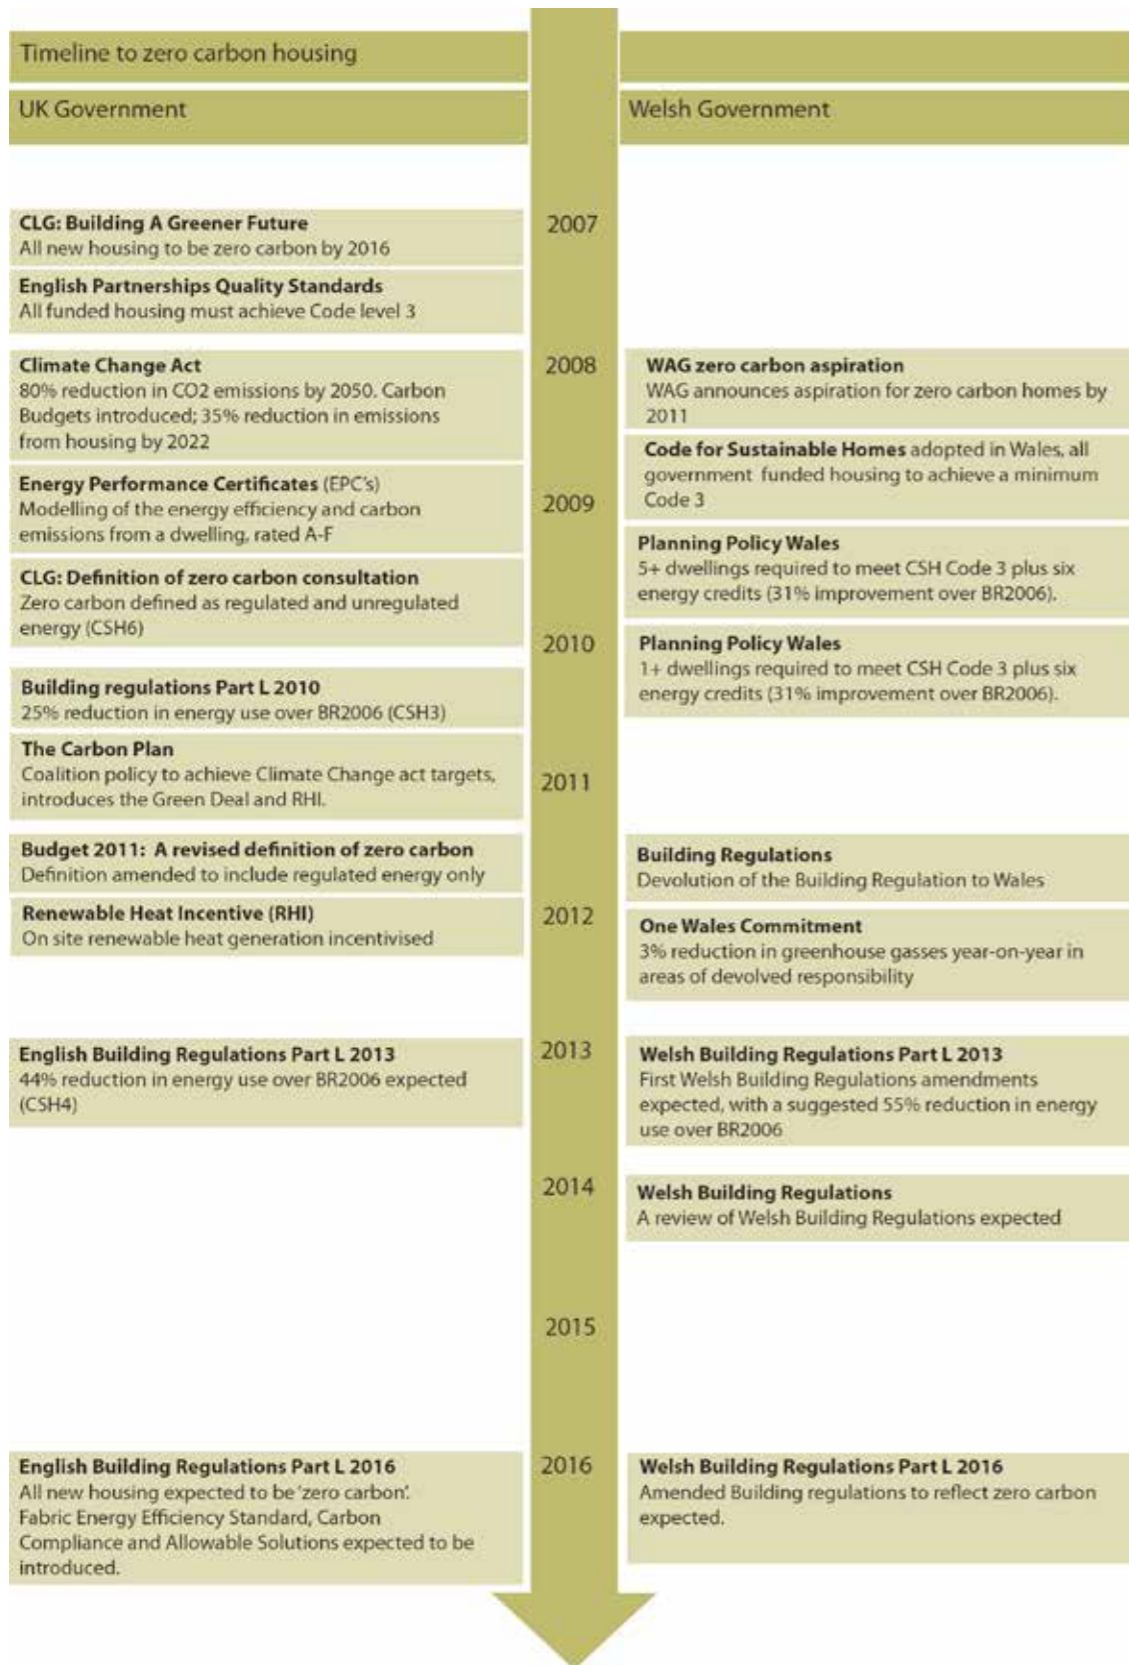 Timeline to zero carbon housing
UK Government
Welsh Government
2007
CLG: Building A Greener Future
All new housing to be zero carbon by 2016
English Partnerships Quality Standards
All funded housing must achieve Code level 3
2008
Climate Change Act
80% reduction in CO2 emissions by 2050. Carbon
Budgets introduced; 35% reduction in emissions
from housing by 2022
WAG zero carbon aspiration
WAG announces aspiration for zero carbon homes by
2011
Code for Sustainable Homes adopted in Wales, all
government funded housing to achieve a minimum
Code 3
2009
Energy Performance Certificates (EPC's)
Modelling of the energy efficiency and carbon
emissions from a dwelling, rated A-F
CLG: Definition of zero carbon consultation
Zero carbon defined as regulated and unregulated
energy (CSH6)
Planning Policy Wales
5+ dwellings required to meet CSH Code 3 plus six
energy credits (31% improvement over BR2006).
2010
Planning Policy Wales
1+ dwellings required to meet CSH Code 3 plus six
energy credits (31% improvement over BR2006).
Building regulations Part L 2010
25% reduction in energy use over BR2006 (CSH3)
The Carbon Plan
Coalition policy to achieve Climate Change act targets,
introduces the Green Deal and RHI.
2011
Budget 2011: A revised definition of zero carbon
Definition amended to include regulated energy only
Building Regulations
Devolution of the Building Regulation to Wales
2012
Renewable Heat Incentive (RHI)
On site renewable heat generation incentivised
One Wales Commitment
3% reduction in greenhouse gasses year-on-year in
areas of devolved responsibility
2013
English Building Regulations Part L 2013
44% reduction in energy use over BR2006 expected
(CSH4)
Welsh Building Regulations Part L 2013
First Welsh Building Regulations amendments
expected, with a suggested 55% reduction in energy
use over BR2006
2014
Welsh Building Regulations
A review of Welsh Building Regulations expected
2015
2016
English Building Regulations Part L 2016
All new housing expected to be 'zero carbon'.
Fabric Energy Efficiency Standard, Carbon
Compliance and Allowable Solutions expected to be
introduced.
Welsh Building Regulations Part L 2016
Amended Building regulations to reflect zero carbon
expected.